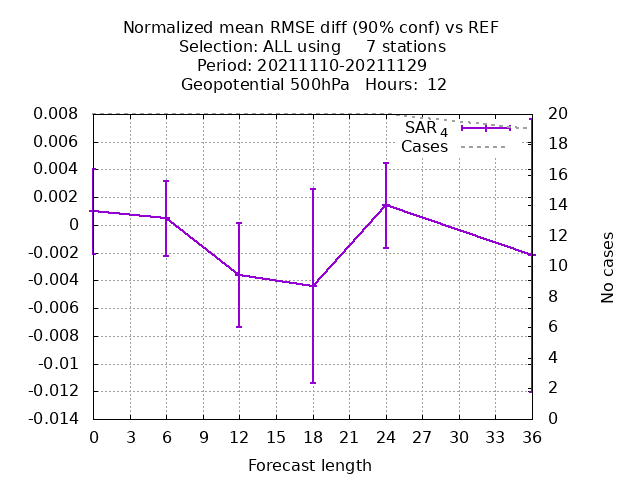 Normalized mean RMSE diff (90% conf) vs REF
Selection: ALL using     7 stations
Period: 20211110-20211129
Geopotential 500hPa   Hours:  12
0.008
0.006
0.004
0.002
0
-0.002
-0.004
-0.006
-0.008
-0.01
-0.012
-0.014
SAR 4
Cases
20
18
16
14
12
10
8
6
4
2
0
No cases
0 3 6 9 12 15 18 21 24 27 30 33 36
Forecast length